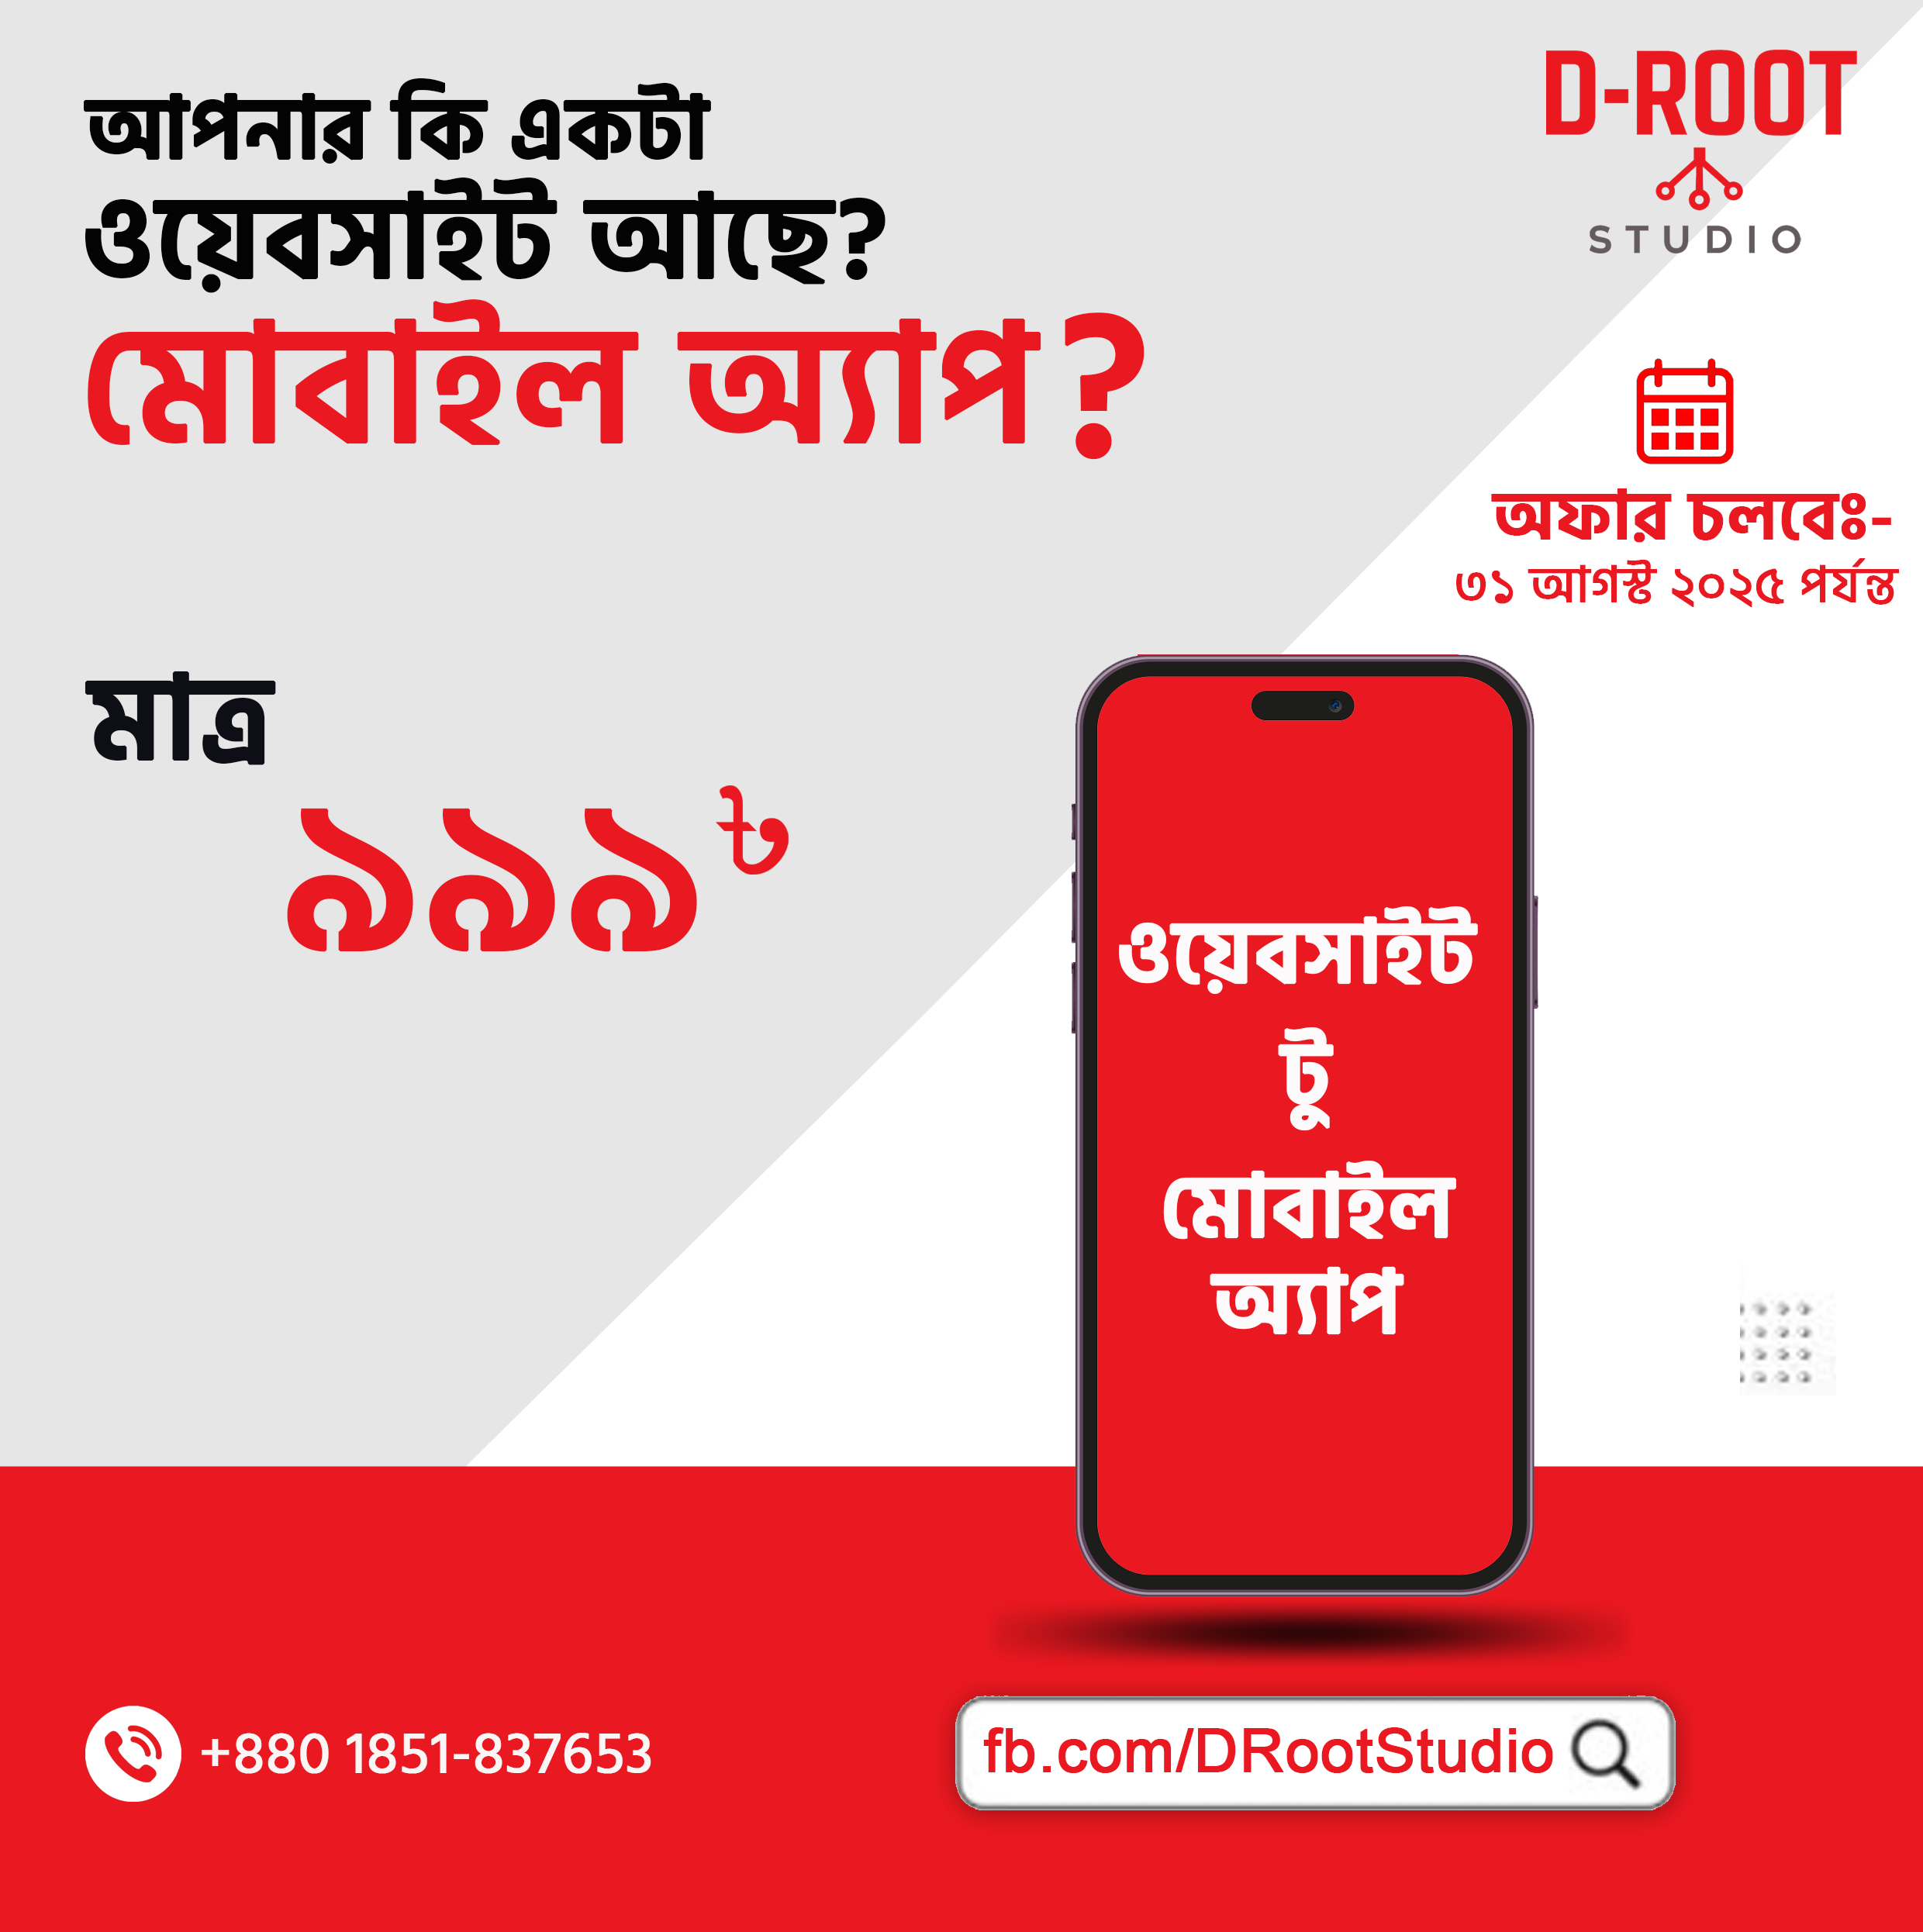 আপনার কি একটা
ওয়েবসাইট আছে?
মোবাইল অ্যাপ?
D-ROOT
STUDIO
অফার চলবেঃ-
৩১ আগস্ট ২০২৫ পর্যন্ত
মাত্র
৯৯৯৳
ওয়েবসাইট
টু
মোবাইল
অ্যাপ
+880 1851-837653
fb.com/DRootStudio